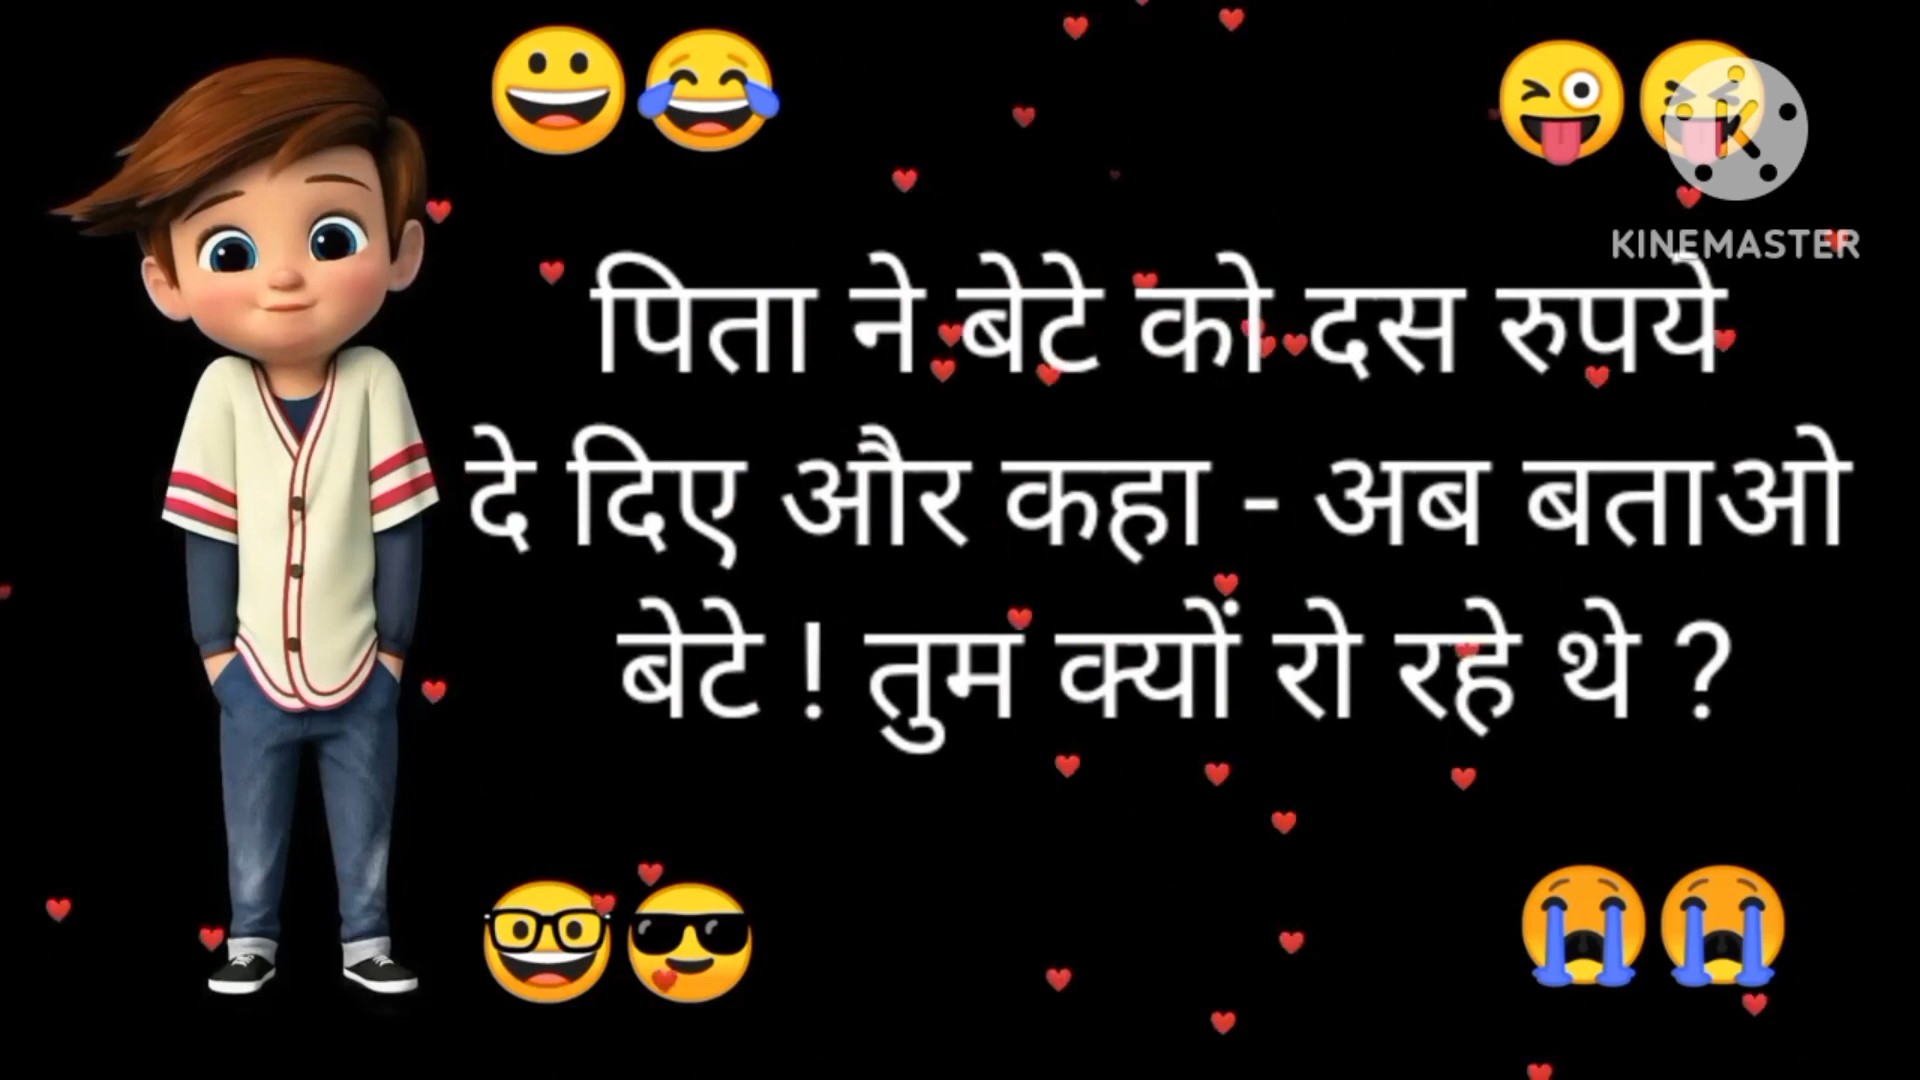 KINEMASTER
पिता ने बेटे को दस रुपये
दे दिए और कहा - अब बताओ
बेटे ! तुम क्यों रो रहे थे ?